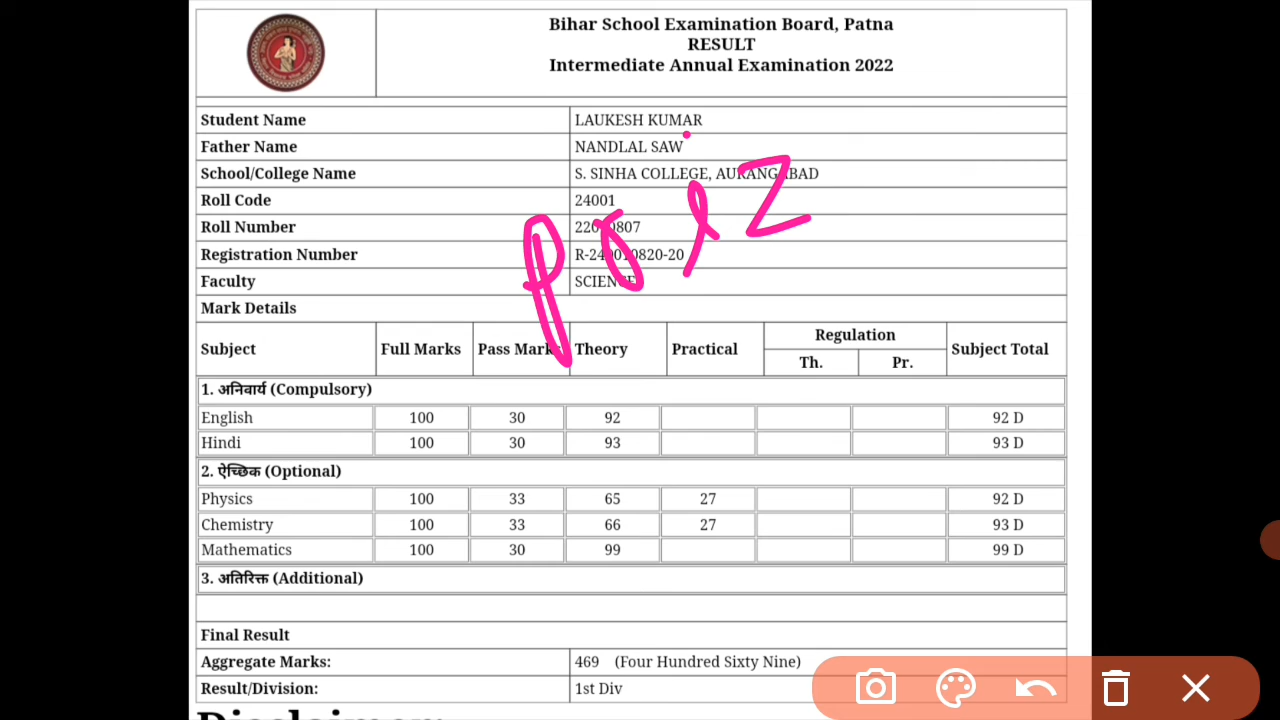 Bihar School Examination Board, Patna
RESULT
Intermediate Annual Examination 2022
Student Name LAUKESH KUMAR
Father Name NANDLAL SAW
School/College Name S. SINHA COLLEGE, AURANGABAD
Roll Code 24001
Roll Number
Registration Number
Faculty SCIENCE
Mark Details
Subject Full Marks Pass Marks Theory Practical Regulation Th. Pr. Subject Total
1. अनिवार्य (Compulsory)
English 100 30 92 92 D
Hindi 100 30 93 93 D
2. ऐच्छिक (Optional)
Physics 100 33 65 27 92 D
Chemistry 100 33 66 27 93 D
Mathematics 100 30 99 99 D
3. अतिरिक्त (Additional)
Final Result
Aggregate Marks: 469 (Four Hundred Sixty Nine)
Result/Division: 1st Div